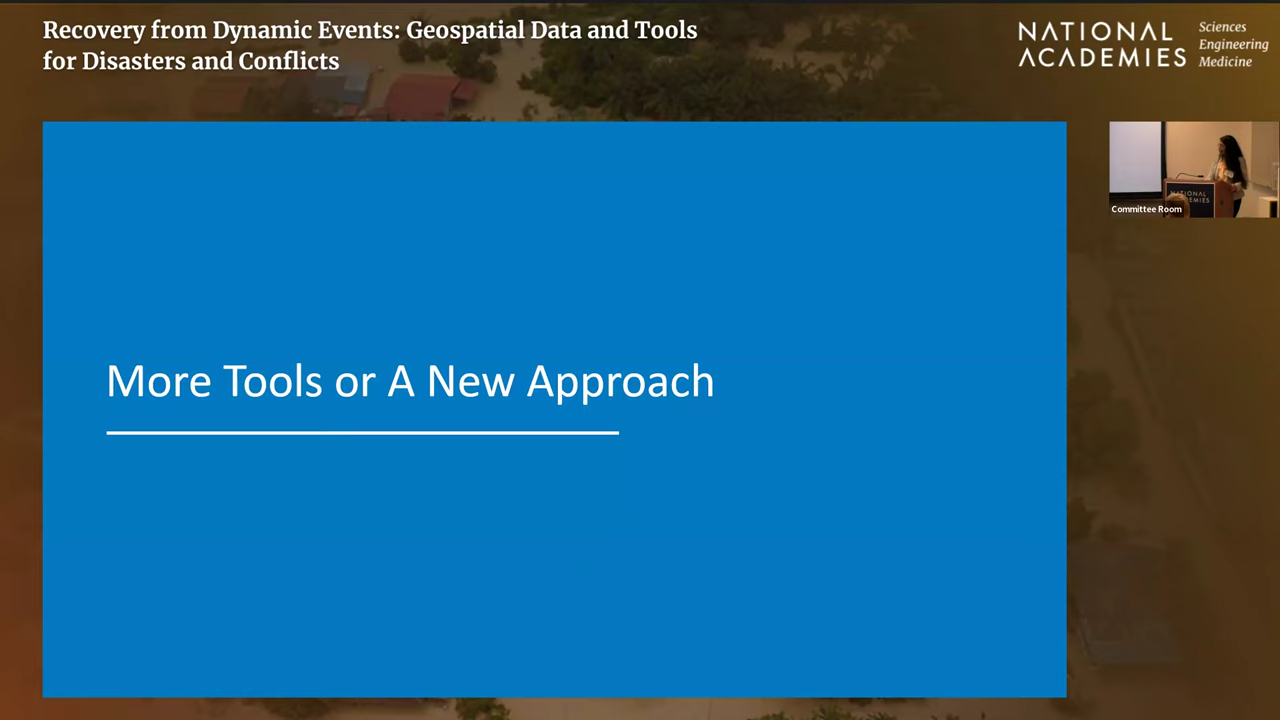 Recovery from Dynamic Events: Geospatial Data and Tools
for Disasters and Conflicts
NATIONAL
ACADEMIES
Sciences
Engineering
Medicine
More Tools or A New Approach
NATIONAL
Committee Room